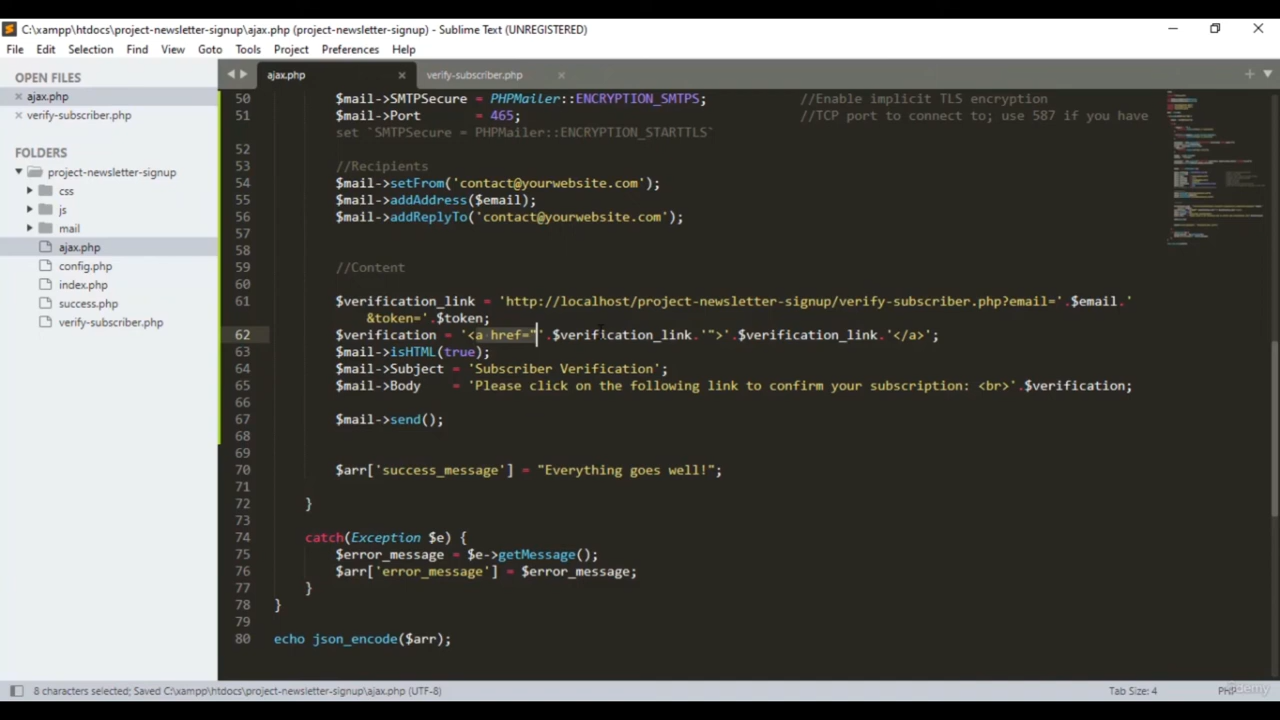 C:\xampp\htdocs\project-newsletter-signup\ajax.php (project-newsletter-signup) - Sublime Text (UNREGISTERED)
File Edit Selection Find View Goto Tools Project Preferences Help
OPEN FILES
ajax.php
verify-subscriber.php
FOLDERS
project-newsletter-signup
css
js
mail
ajax.php
config.php
index.php
success.php
verify-subscriber.php
ajax.php verify-subscriber.php
50 $mail->SMTPSecure = PHPMailer::ENCRYPTION_SMTPS; //Enable implicit TLS encryption
51 $mail->Port = 465; //TCP port to connect to; use 587 if you have
set `SMTPSecure = PHPMailer::ENCRYPTION_STARTTLS`
52
53 //Recipients
54 $mail->setFrom('contact@yourwebsite.com');
55 $mail->addAddress($email);
56 $mail->addReplyTo('contact@yourwebsite.com');
57
58
59 //Content
60
61 $verification_link = 'http://localhost/project-newsletter-signup/verify-subscriber.php?email='.$email.'
&token='.$token;
62 $verification = '<a href="'.$verification_link.'">'.$verification_link.'</a>';
63 $mail->isHTML(true);
64 $mail->Subject = 'Subscriber Verification';
65 $mail->Body = 'Please click on the following link to confirm your subscription: <br>'.$verification;
66
67 $mail->send();
68
69
70 $arr['success_message'] = "Everything goes well!";
71
72 }
73
74 catch(Exception $e) {
75 $error_message = $e->getMessage();
76 $arr['error_message'] = $error_message;
77 }
78 }
79
80 echo json_encode($arr);
8 characters selected; Saved C:\xampp\htdocs\project-newsletter-signup\ajax.php (UTF-8) Tab Size: 4 PHP